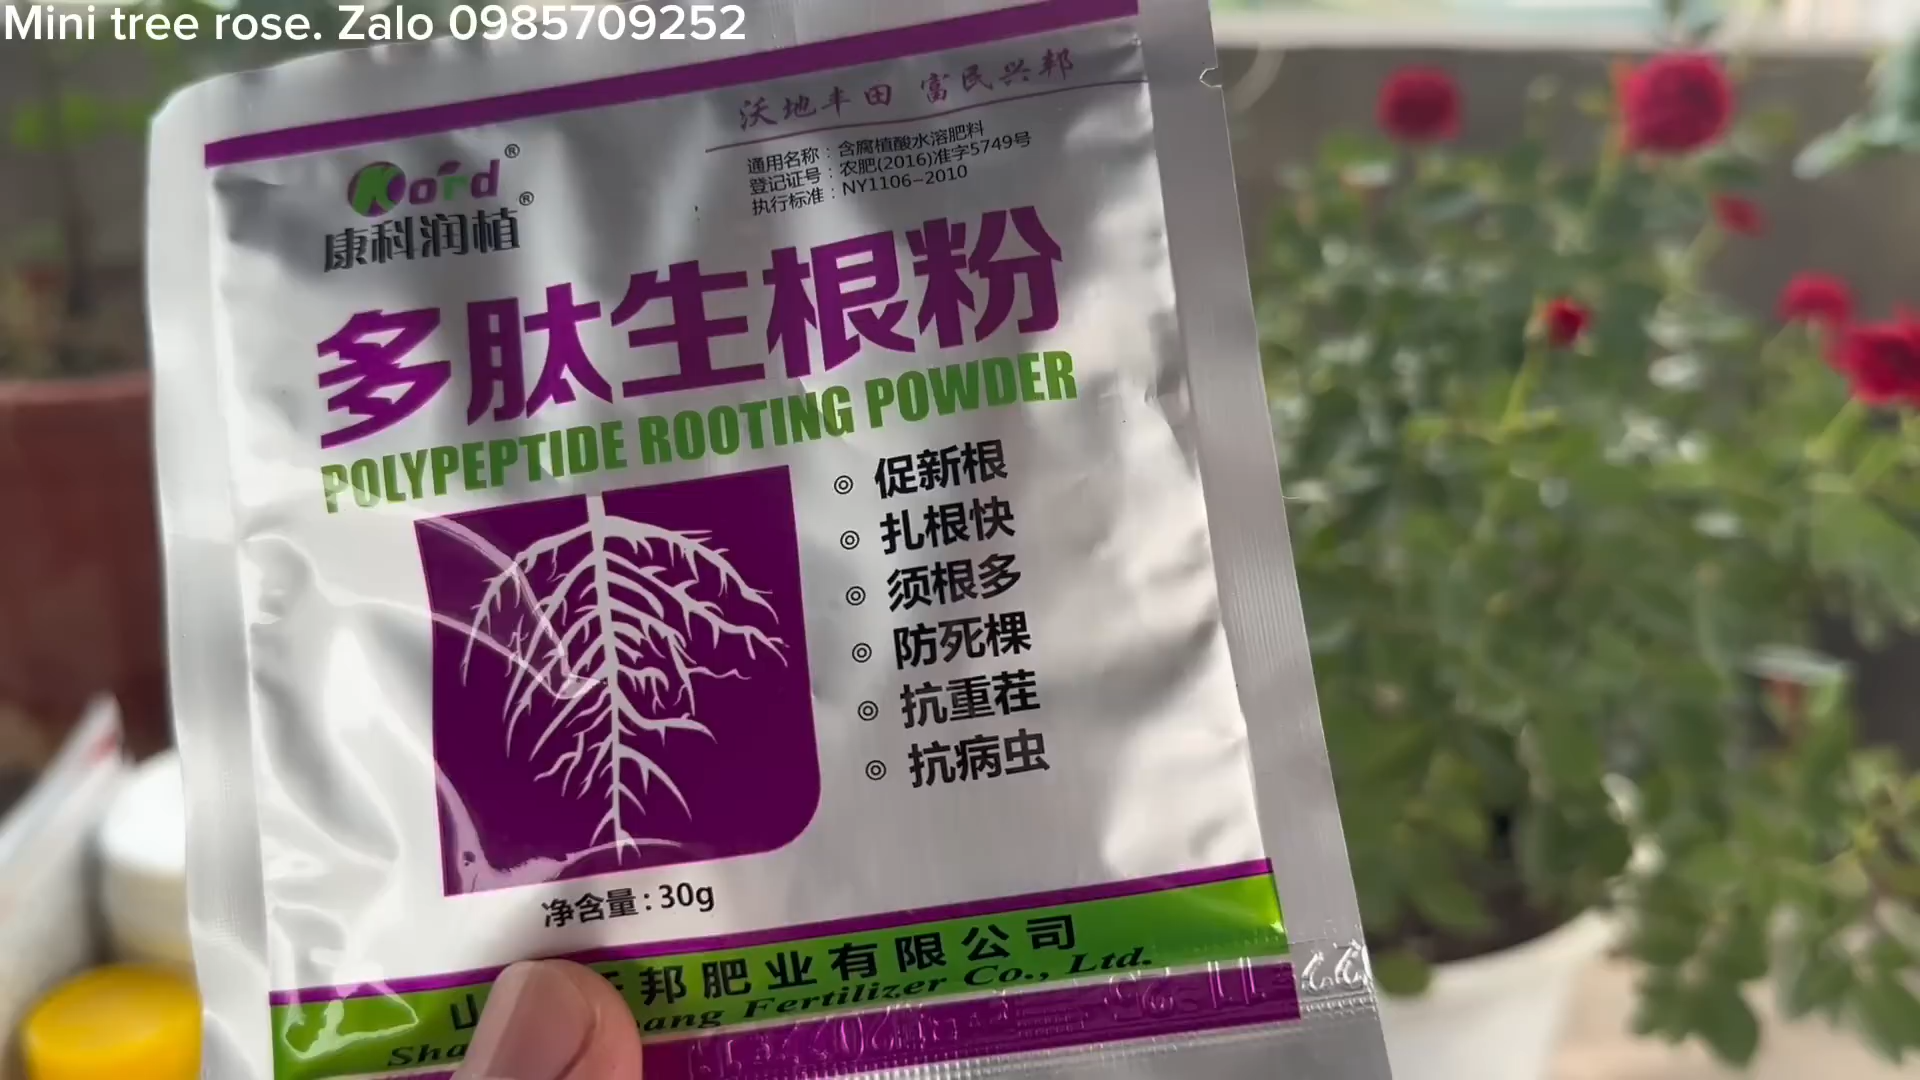 Mini tree rose. Zalo 0985709252
沃地丰田 富民兴邦
通用名称：含腐植酸水溶肥料
登记证号：农肥(2016)准字5749号
执行标准：NY1106-2010
Kord®
康科润植®
多肽生根粉
POLYPEPTIDE ROOTING POWDER
◎ 促新根
◎ 扎根快
◎ 须根多
◎ 防死棵
◎ 抗重茬
◎ 抗病虫
净含量：30g
邦肥业有限公司
Fertilizer Co., Ltd.